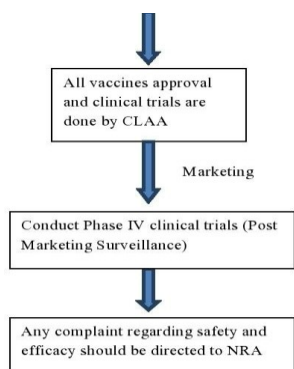 All vaccines approval
and clinical trials are
done by CLAA
Marketing
Conduct Phase IV clinical trials (Post
Marketing Surveillance)
Any complaint regarding safety and
efficacy should be directed to NRA